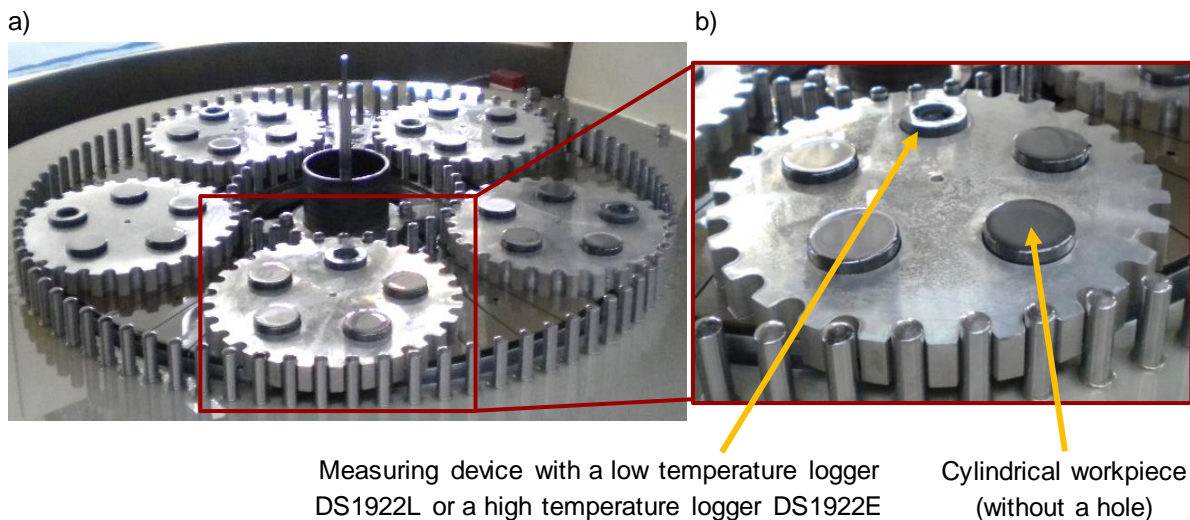 a)
b)
Measuring device with a low temperature logger
DS1922L or a high temperature logger DS1922E
Cylindrical workpiece
(without a hole)